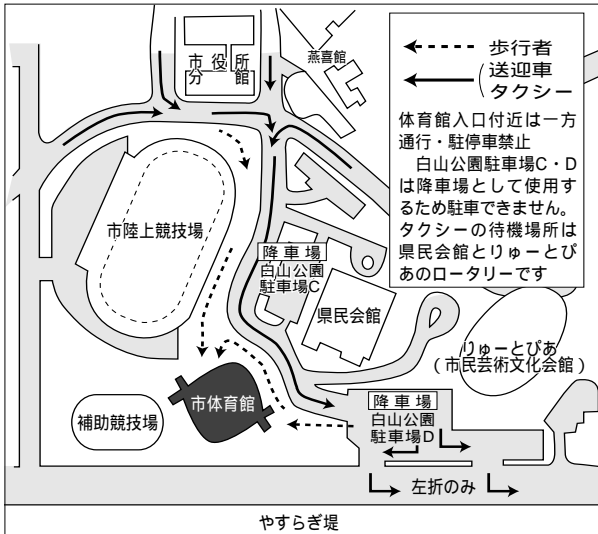 市役所
分館
燕喜館
歩行者
送迎車
タクシー
体育館入口付近は一方
通行・駐停車禁止
白山公園駐車場C・D
は降車場として使用す
るため駐車できません。
タクシーの待機場所は
県民会館とりゅーとぴ
あのロータリーです
市陸上競技場
降車場
白山公園
駐車場C
県民会館
りゅーとぴあ
(市民芸術文化会館)
市体育館
補助競技場
降車場
白山公園
駐車場D
左折のみ
やすらぎ堤